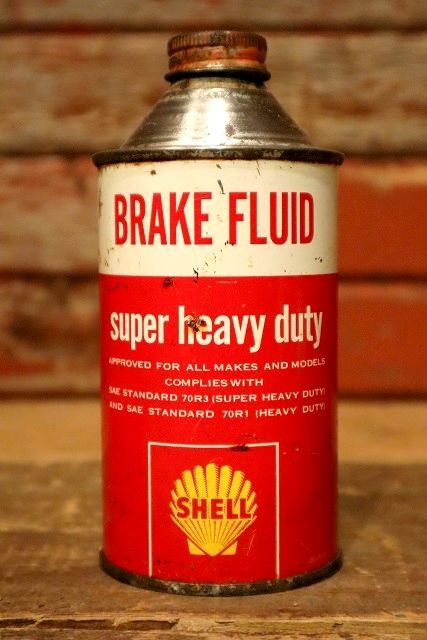 BRAKE FLUID
super heavy duty
APPROVED FOR ALL MAKES AND MODELS
COMPLIES WITH
SAE STANDARD 70R3 (SUPER HEAVY DUTY)
AND SAE STANDARD 70R1 (HEAVY DUTY)
SHELL